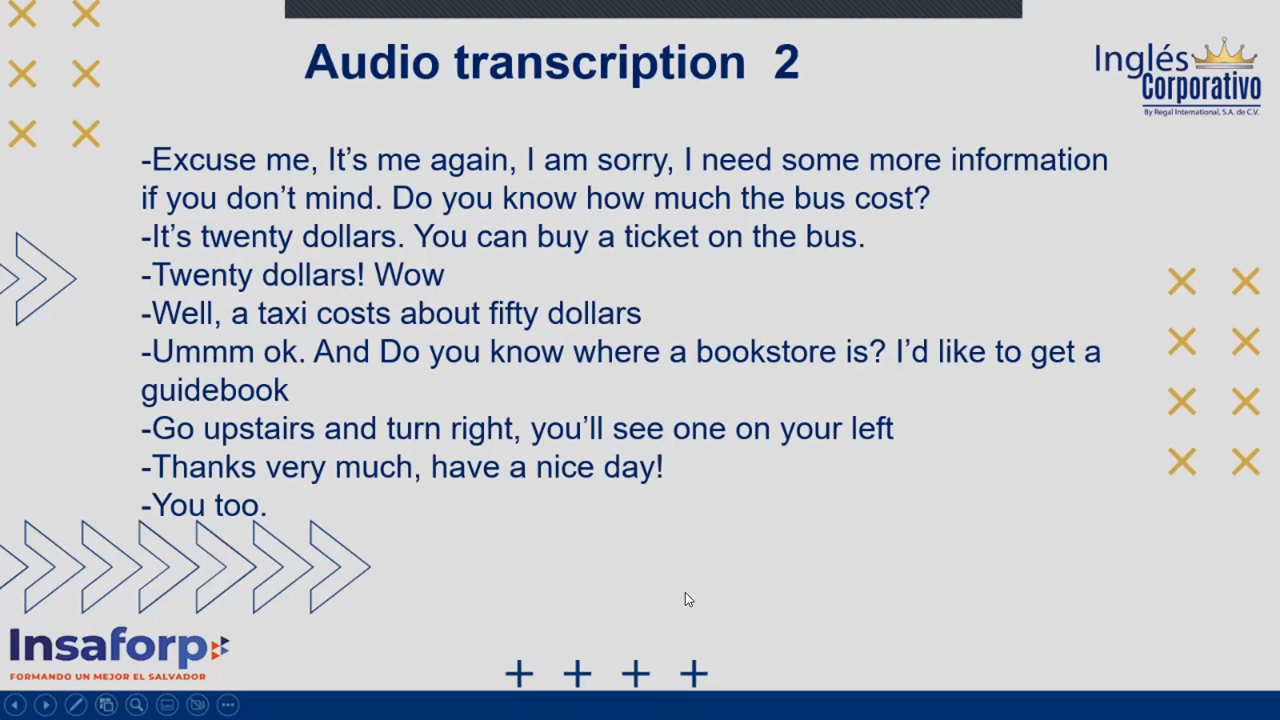 Audio transcription 2
Inglés
Corporativo
By Regal International, S.A. de C.V.
-Excuse me, It’s me again, I am sorry, I need some more information
if you don’t mind. Do you know how much the bus cost?
-It’s twenty dollars. You can buy a ticket on the bus.
-Twenty dollars! Wow
-Well, a taxi costs about fifty dollars
-Ummm ok. And Do you know where a bookstore is? I’d like to get a
guidebook
-Go upstairs and turn right, you’ll see one on your left
-Thanks very much, have a nice day!
-You too.
Insaforp
FORMANDO UN MEJOR EL SALVADOR